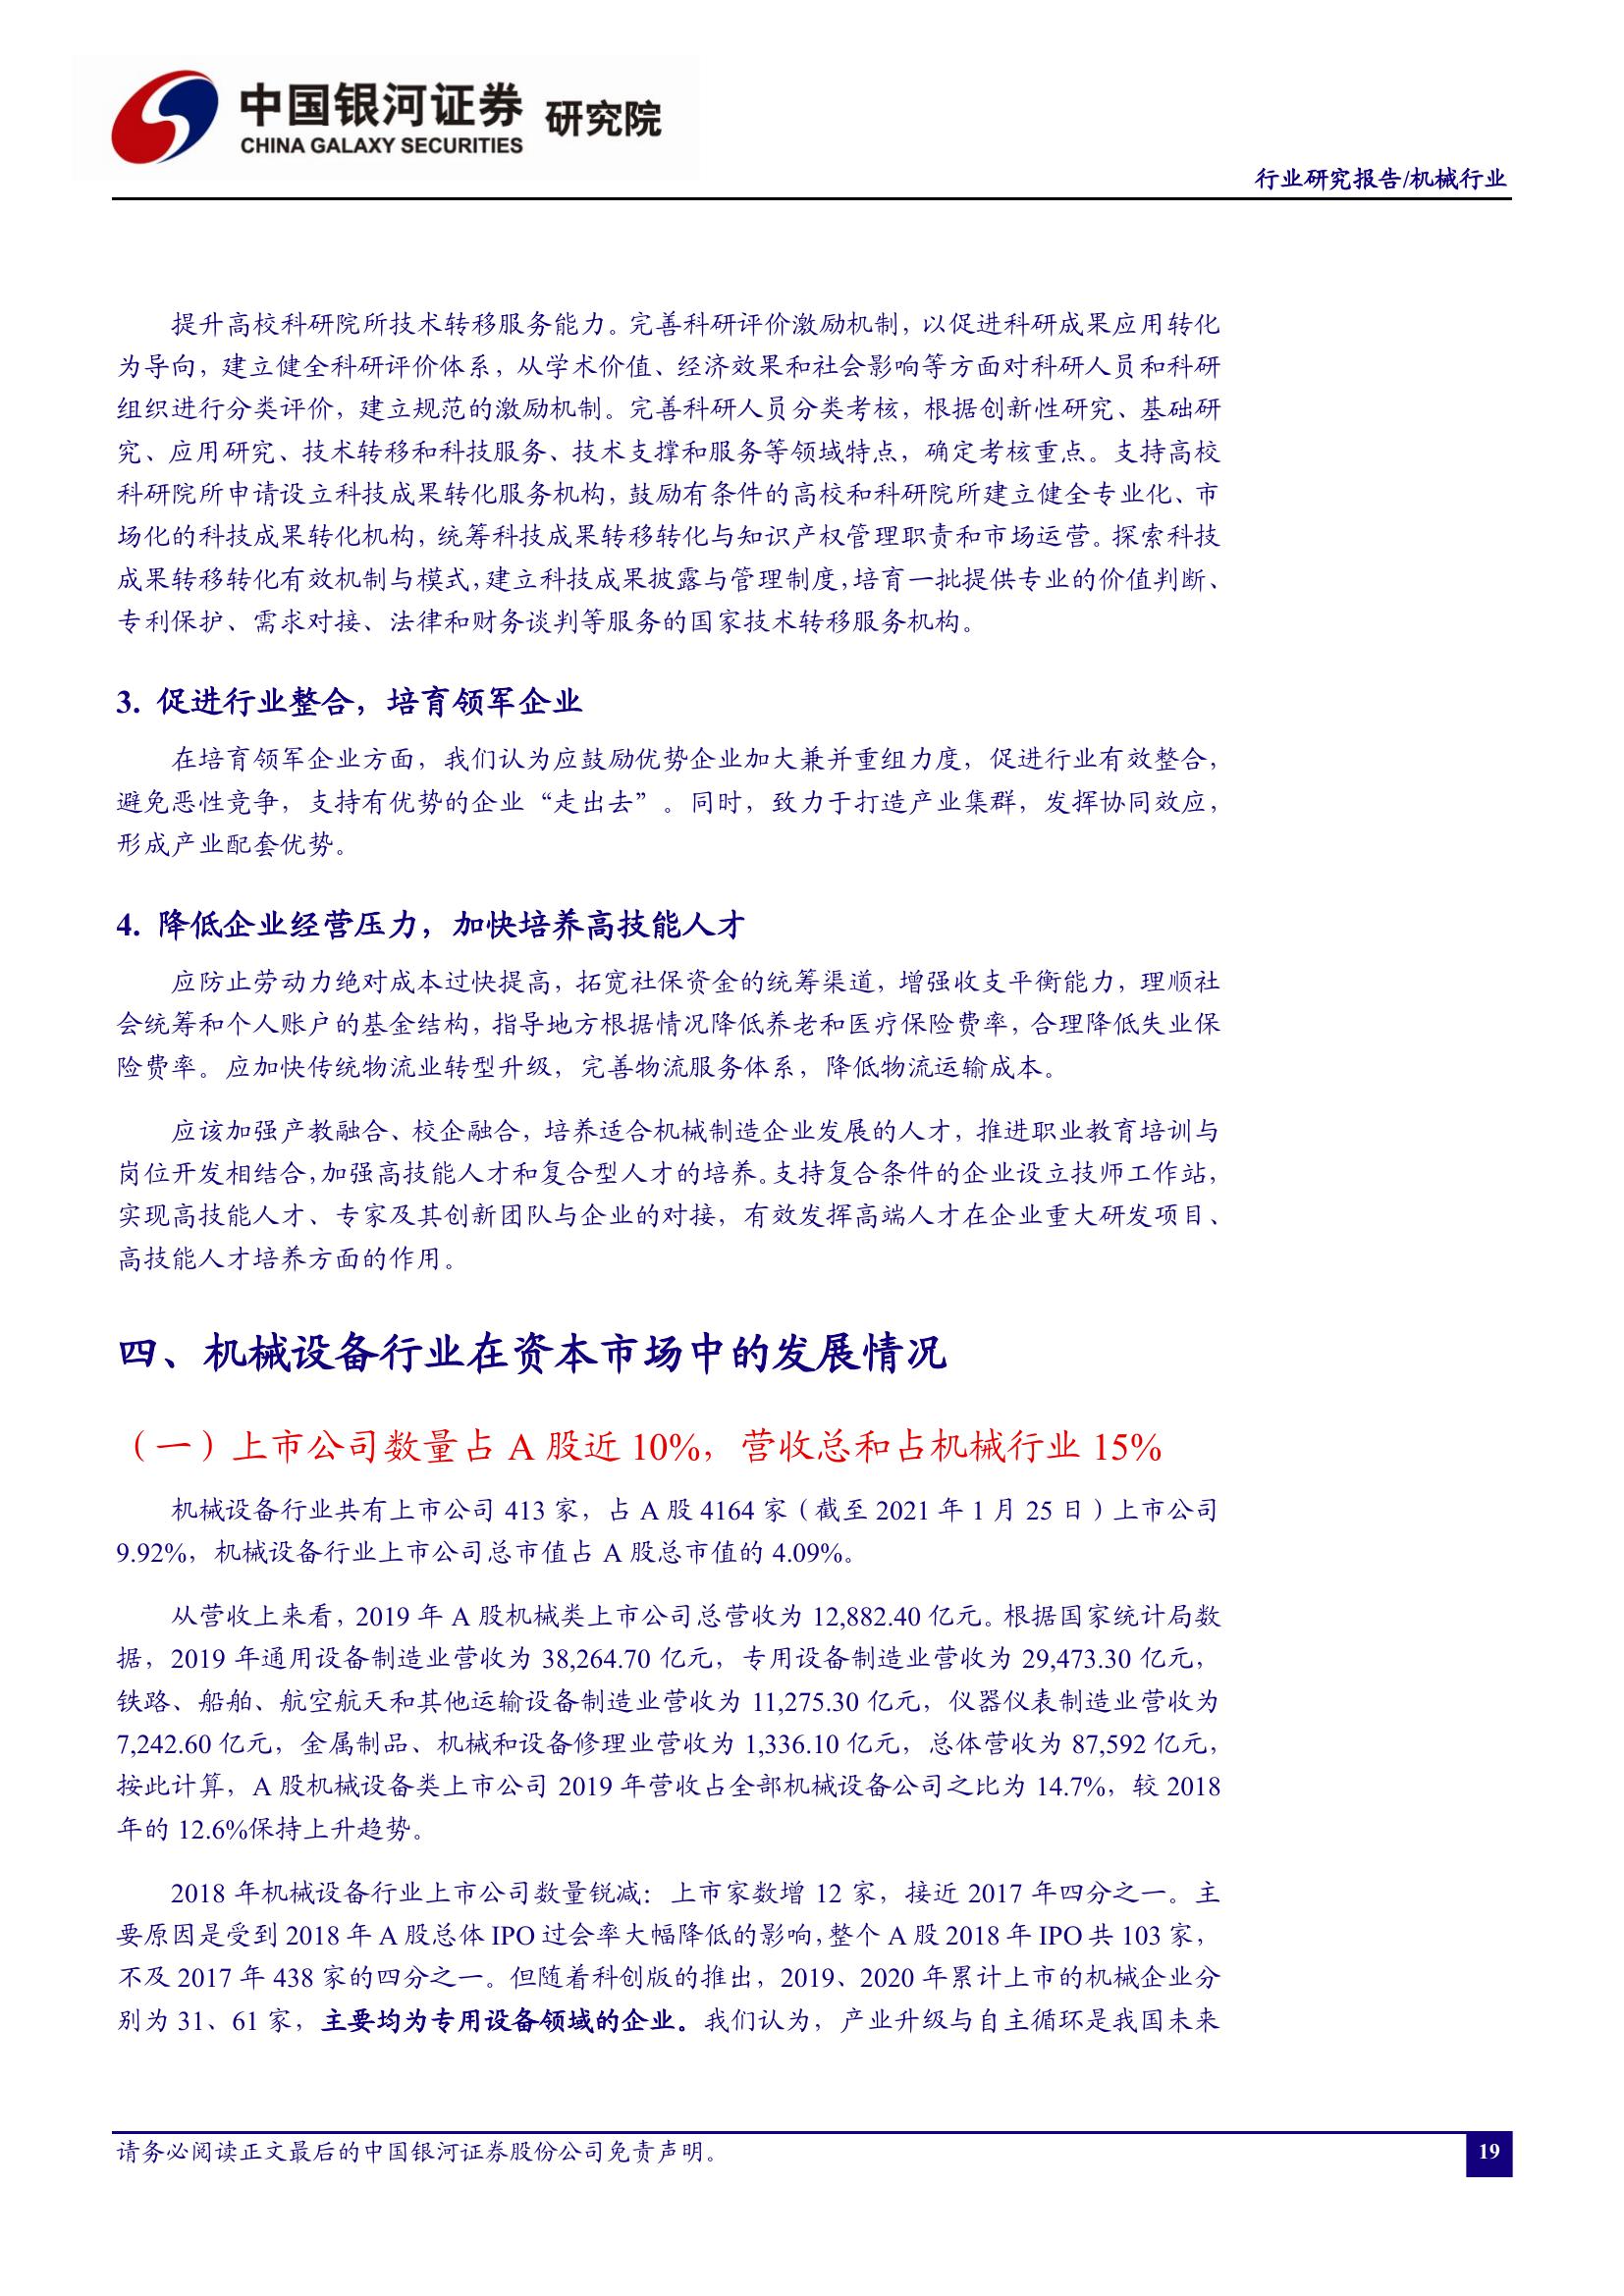 中国银河证券 研究院
CHINA GALAXY SECURITIES
行业研究报告/机械行业
提升高校科研院所技术转移服务能力。完善科研评价激励机制，以促进科研成果应用转化
为导向，建立健全科研评价体系，从学术价值、经济效果和社会影响等方面对科研人员和科研
组织进行分类评价，建立规范的激励机制。完善科研人员分类考核，根据创新性研究、基础研
究、应用研究、技术转移和科技服务、技术支撑和服务等领域特点，确定考核重点。支持高校
科研院所申请设立科技成果转化服务机构，鼓励有条件的高校和科研院所建立健全专业化、市
场化的科技成果转化机构，统筹科技成果转移转化与知识产权管理职责和市场运营。探索科技
成果转移转化有效机制与模式，建立科技成果披露与管理制度，培育一批提供专业的价值判断、
专利保护、需求对接、法律和财务谈判等服务的国家技术转移服务机构。
3. 促进行业整合，培育领军企业
在培育领军企业方面，我们认为应鼓励优势企业加大兼并重组力度，促进行业有效整合，
避免恶性竞争，支持有优势的企业“走出去”。同时，致力于打造产业集群，发挥协同效应，
形成产业配套优势。
4. 降低企业经营压力，加快培养高技能人才
应防止劳动力绝对成本过快提高，拓宽社保资金的统筹渠道，增强收支平衡能力，理顺社
会统筹和个人账户的基金结构，指导地方根据情况降低养老和医疗保险费率，合理降低失业保
险费率。应加快传统物流业转型升级，完善物流服务体系，降低物流运输成本。
应该加强产教融合、校企融合，培养适合机械制造企业发展的人才，推进职业教育培训与
岗位开发相结合，加强高技能人才和复合型人才的培养。支持复合条件的企业设立技师工作站，
实现高技能人才、专家及其创新团队与企业的对接，有效发挥高端人才在企业重大研发项目、
高技能人才培养方面的作用。
四、机械设备行业在资本市场中的发展情况
（一）上市公司数量占 A 股近 10%，营收总和占机械行业 15%
机械设备行业共有上市公司 413 家，占 A 股 4164 家（截至 2021 年 1 月 25 日）上市公司
9.92%，机械设备行业上市公司总市值占 A 股总市值的 4.09%。
从营收上来看，2019 年 A 股机械类上市公司总营收为 12,882.40 亿元。根据国家统计局数
据，2019 年通用设备制造业营收为 38,264.70 亿元，专用设备制造业营收为 29,473.30 亿元，
铁路、船舶、航空航天和其他运输设备制造业营收为 11,275.30 亿元，仪器仪表制造业营收为
7,242.60 亿元，金属制品、机械和设备修理业营收为 1,336.10 亿元，总体营收为 87,592 亿元，
按此计算，A 股机械设备类上市公司 2019 年营收占全部机械设备公司之比为 14.7%，较 2018
年的 12.6%保持上升趋势。
2018 年机械设备行业上市公司数量锐减：上市家数增 12 家，接近 2017 年四分之一。主
要原因是受到 2018 年 A 股总体 IPO 过会率大幅降低的影响，整个 A 股 2018 年 IPO 共 103 家，
不及 2017 年 438 家的四分之一。但随着科创版的推出，2019、2020 年累计上市的机械企业分
别为 31、61 家，主要均为专用设备领域的企业。我们认为，产业升级与自主循环是我国未来
请务必阅读正文最后的中国银河证券股份公司免责声明。
19